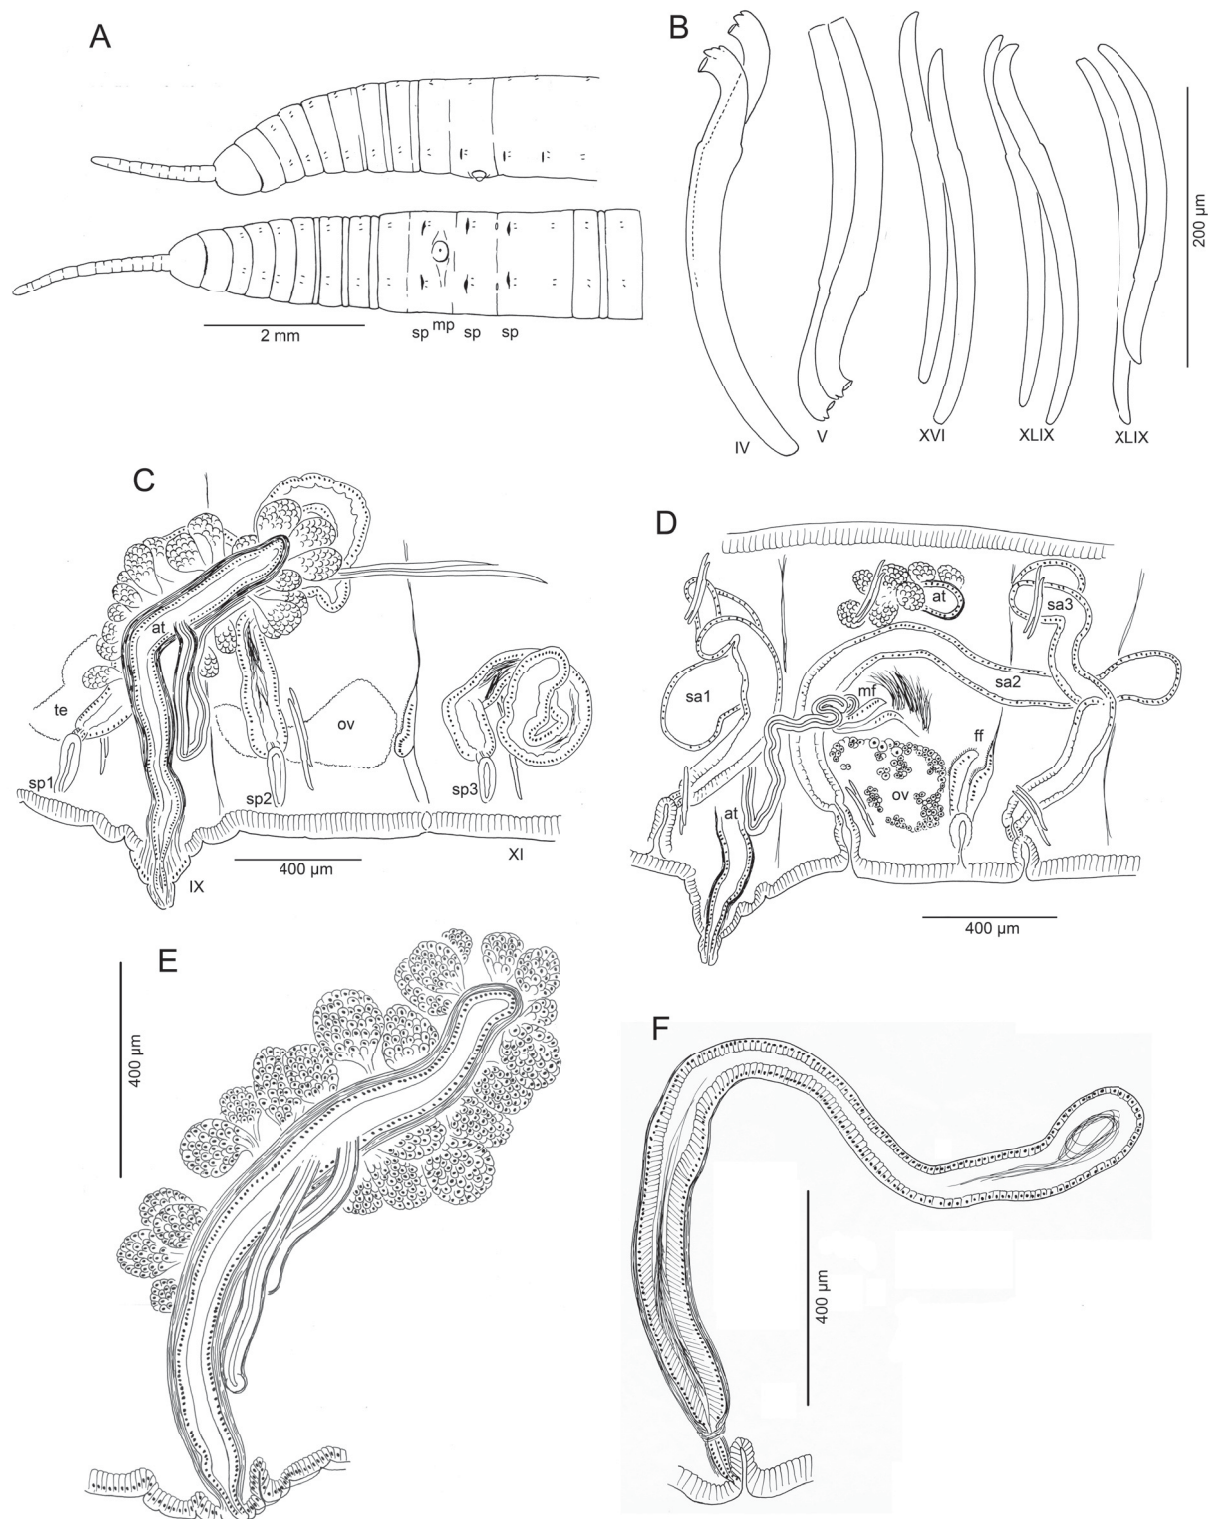 A
2 mm
sp mp sp sp
B
200 µm
IV V XVI XLIX XLIX
C
at
te
ov
sp1
sp2
sp3
XI
400 µm
IX
D
at
sa3
sa1
sa2
mf
ff
ov
at
400 µm
E
400 µm
F
400 µm